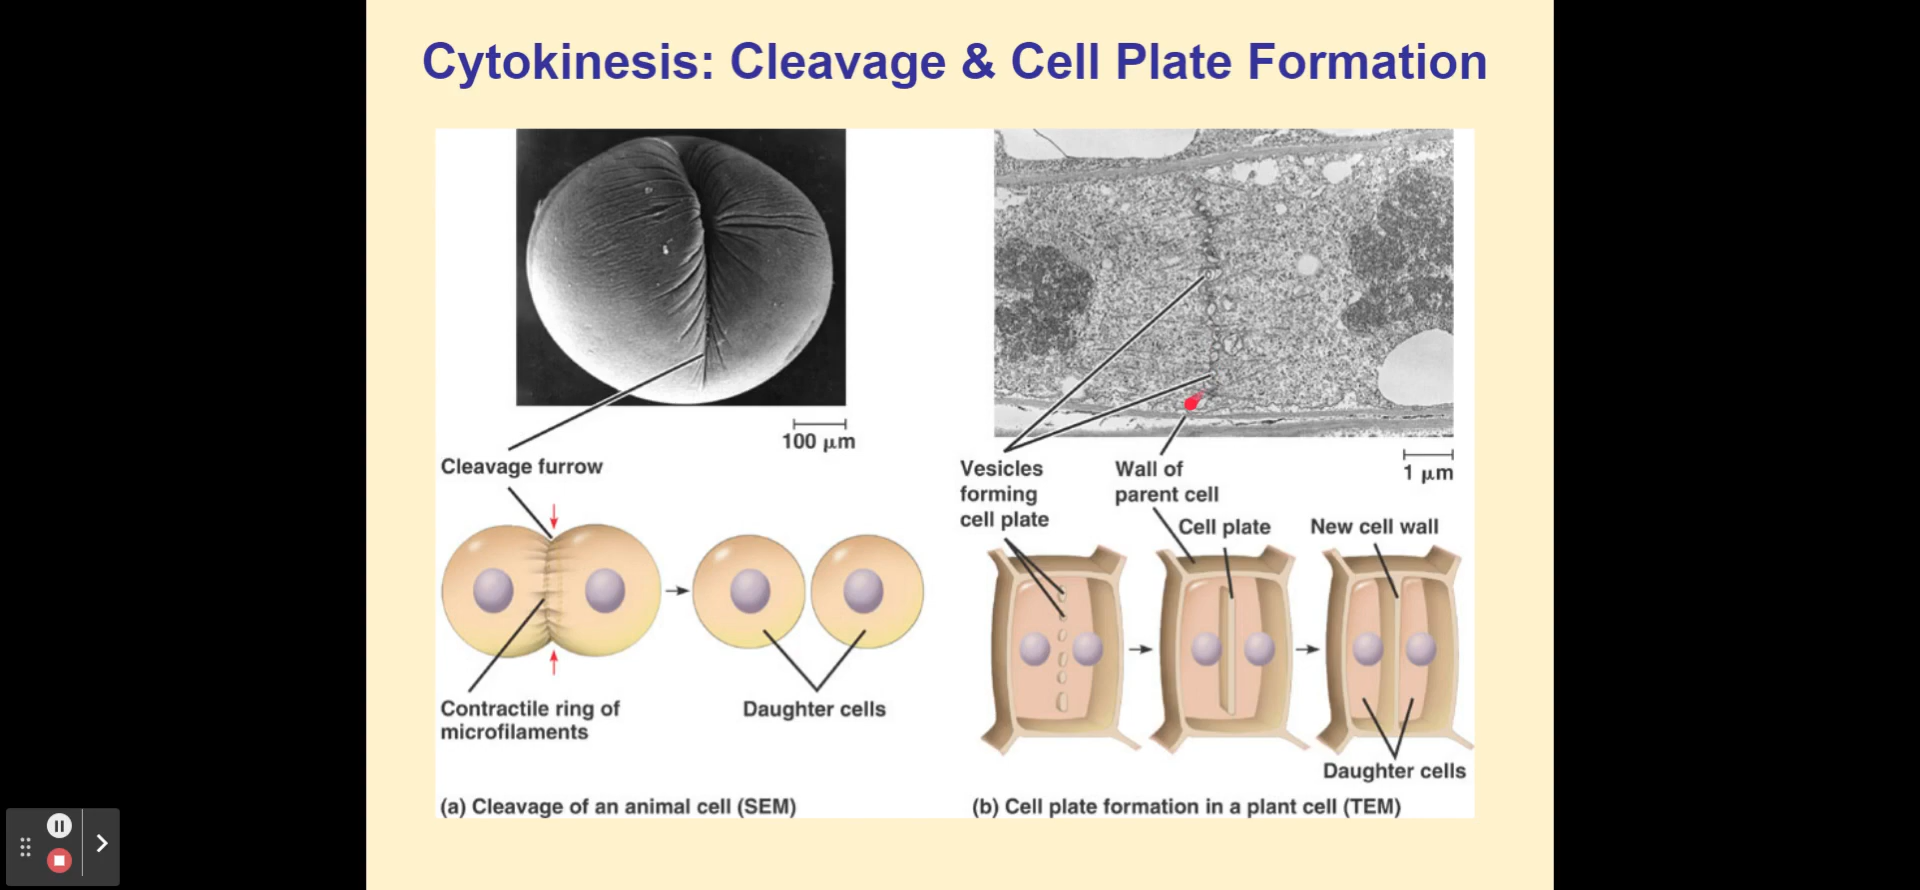 Cytokinesis: Cleavage & Cell Plate Formation
100 μm
Cleavage furrow
Contractile ring of
microfilaments
Daughter cells
(a) Cleavage of an animal cell (SEM)
1 μm
Vesicles
forming
cell plate
Wall of
parent cell
Cell plate
New cell wall
Daughter cells
(b) Cell plate formation in a plant cell (TEM)